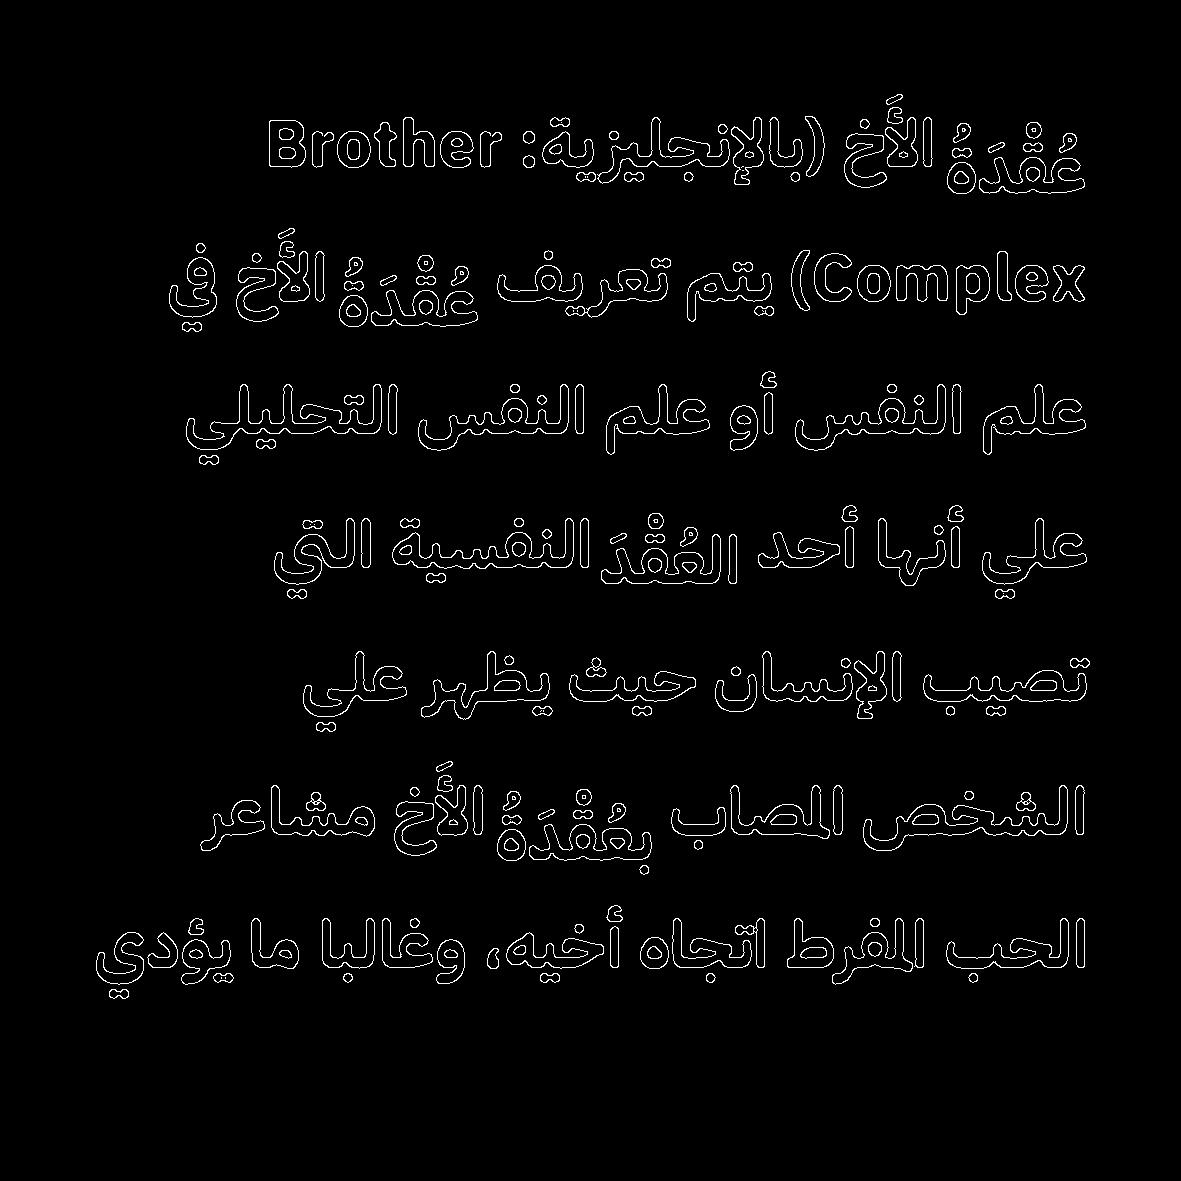 عُقْدَةُ الأَخ (بالإنجليزية: Brother
Complex) يتم تعريف عُقْدَةُ الأَخ في
علم النفس أو علم النفس التحليلي
علي أنها أحد العُقْدَ النفسية التي
تصيب الإنسان حيث يظهر علي
الشخص المصاب بعُقْدَةُ الأَخ مشاعر
الحب المفرط اتجاه أخيه، وغالبا ما يؤدي